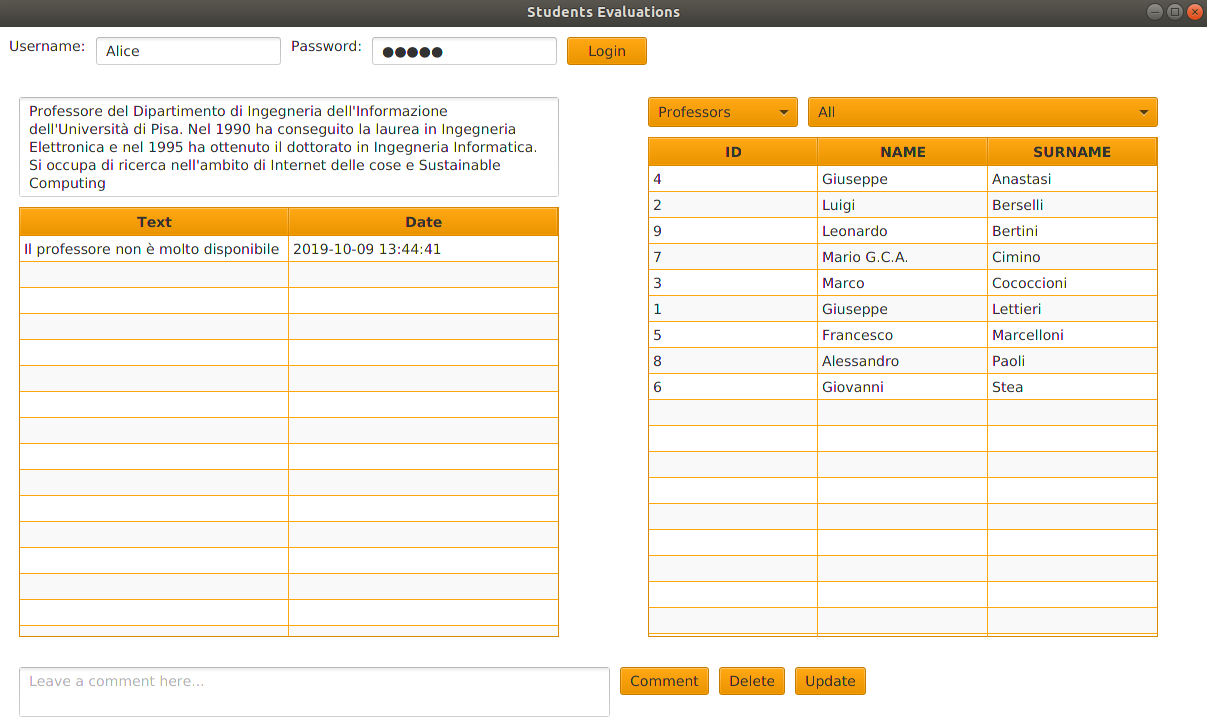 Students Evaluations
Username: Alice Password: ●●●●● Login
Professore del Dipartimento di Ingegneria dell'Informazione
dell'Università di Pisa. Nel 1990 ha conseguito la laurea in Ingegneria
Elettronica e nel 1995 ha ottenuto il dottorato in Ingegneria Informatica.
Si occupa di ricerca nell'ambito di Internet delle cose e Sustainable
Computing
Text Date
Il professore non è molto disponibile 2019-10-09 13:44:41
Professors All
ID NAME SURNAME
4 Giuseppe Anastasi
2 Luigi Berselli
9 Leonardo Bertini
7 Mario G.C.A. Cimino
3 Marco Cococcioni
1 Giuseppe Lettieri
5 Francesco Marcelloni
8 Alessandro Paoli
6 Giovanni Stea
Leave a comment here... Comment Delete Update